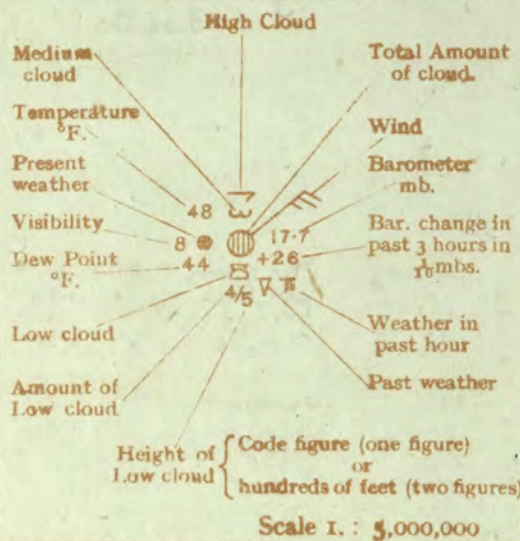 High Cloud
Medium
cloud
Total Amount
of cloud.
Temperature
°F.
Wind
Present
weather
Barometer
mb.
48
Visibility
8
17·7
Bar. change in
past 3 hours in
1/10 mbs.
Dew Point
°F.
44
+26
4/5
Low cloud
Weather in
past hour
Amount of
Low cloud
Past weather
Height of
Low cloud
Code figure (one figure)
or
hundreds of feet (two figures)
Scale 1. : 5,000,000